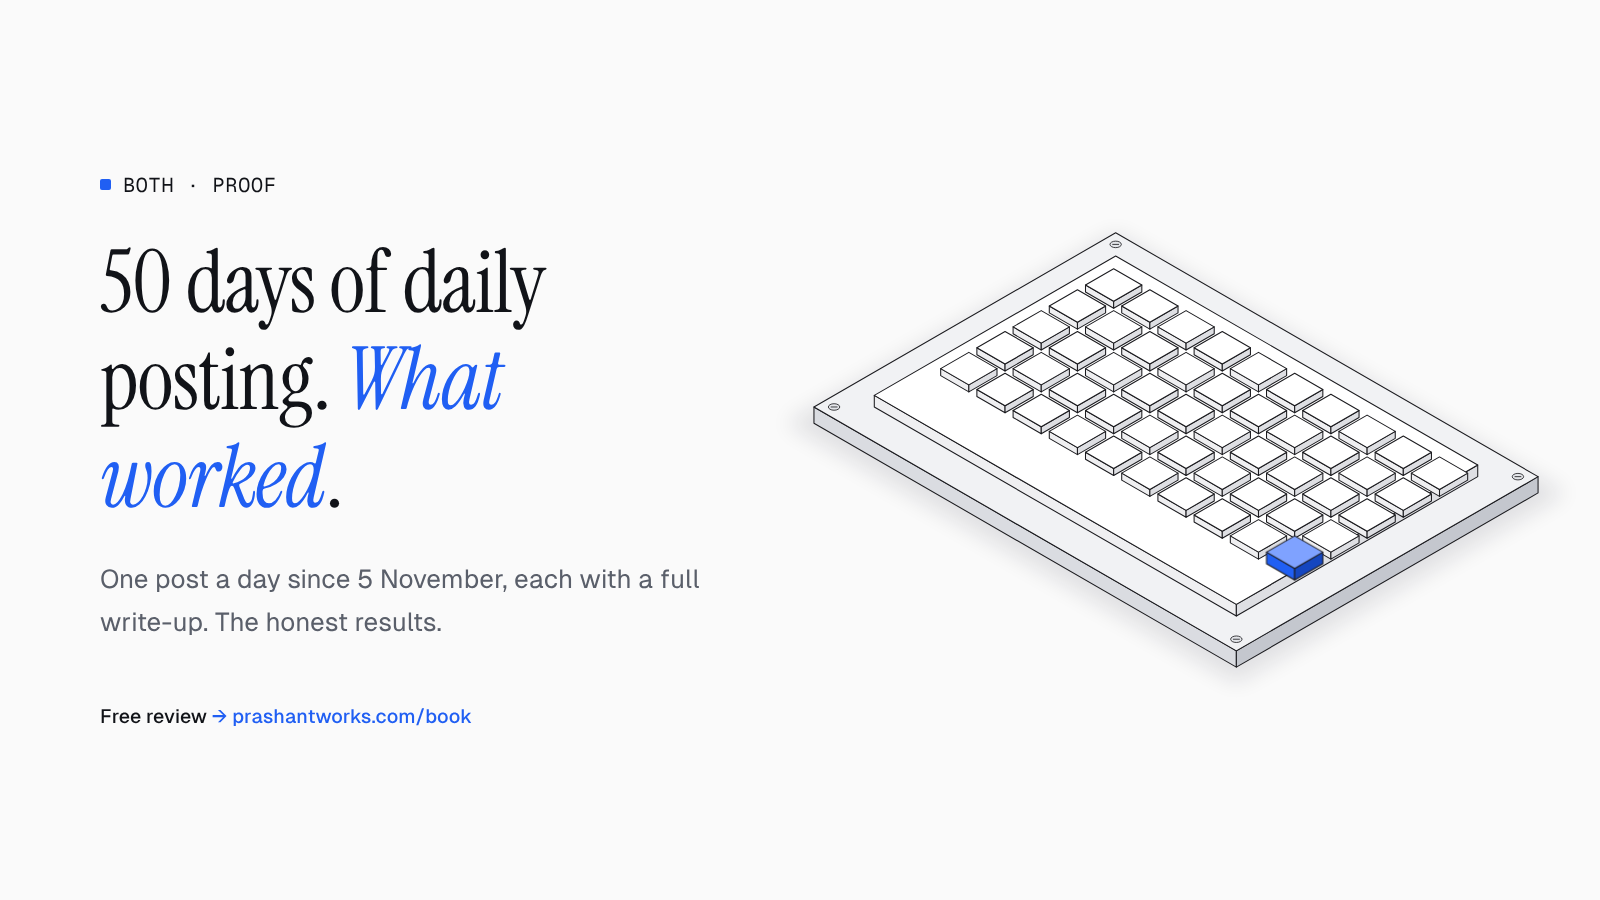 BOTH · PROOF
50 days of daily
posting. What
worked.
One post a day since 5 November, each with a full
write-up. The honest results.
Free review → prashantworks.com/book